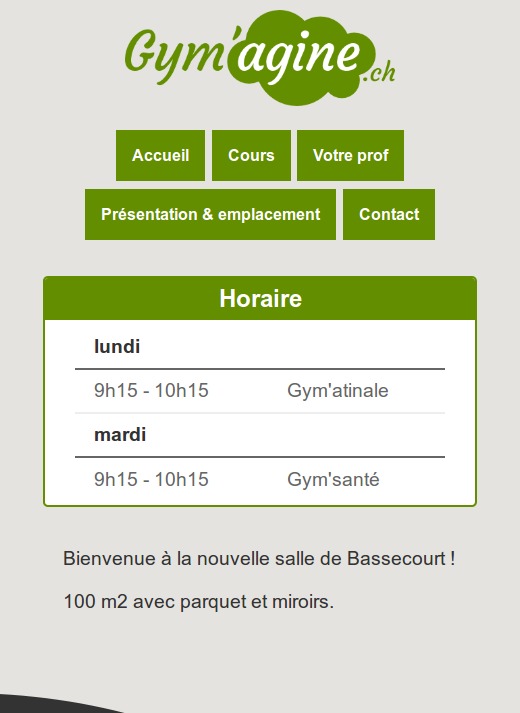 Gym'agine.ch
Accueil Cours Votre prof
Présentation & emplacement Contact
Horaire
lundi
9h15 - 10h15 Gym'atinale
mardi
9h15 - 10h15 Gym'santé
Bienvenue à la nouvelle salle de Bassecourt !
100 m2 avec parquet et miroirs.